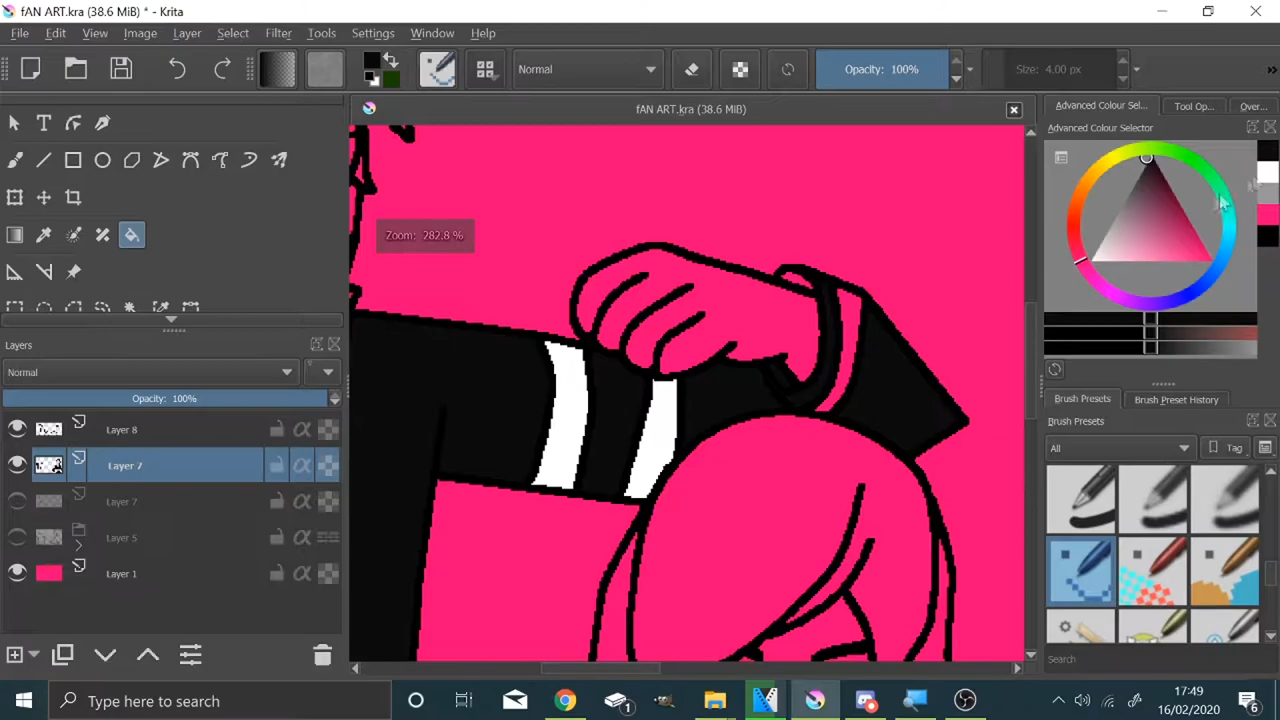 fAN ART.kra (38.6 MiB) * - Krita
File Edit View Image Layer Select Filter Tools Settings Window Help
Normal
Opacity: 100%
Size: 4.00 px
fAN ART.kra (38.6 MiB)
Advanced Colour Sel...
Tool Op...
Over...
Advanced Colour Selector
Zoom: 282.8 %
Layers
Normal
Opacity: 100%
Layer 8
Layer 7
Layer 7
Layer 5
Layer 1
Brush Presets
Brush Preset History
Brush Presets
All
Tag
Search
Type here to search
1
17:49
16/02/2020
6